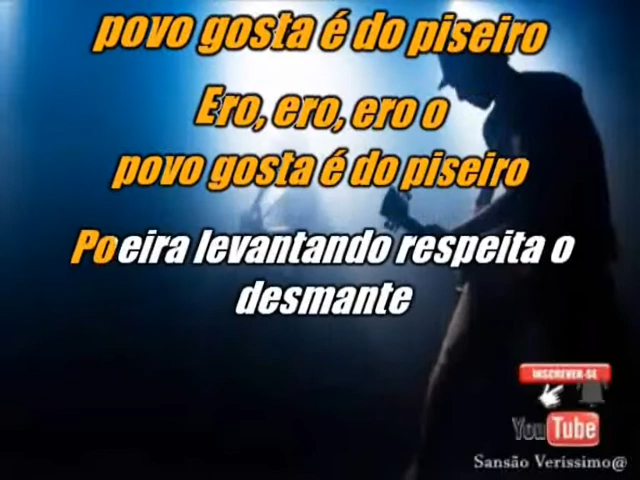 povo gosta é do piseiro
Ero, ero, ero o
povo gosta é do piseiro
Poeira levantando respeita o
desmante
INSCREVER-SE
YouTube
Sansão Verissimo@